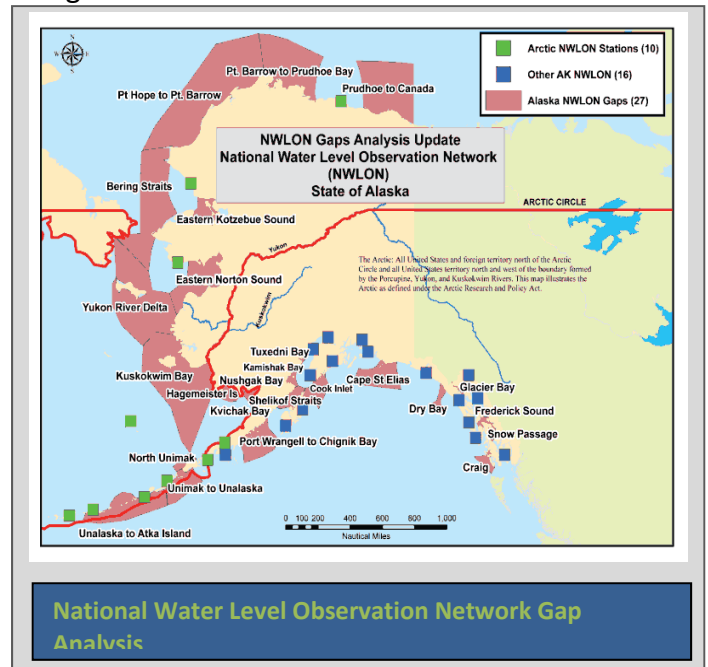 Arctic NWLON Stations (10)
Other AK NWLON (16)
Alaska NWLON Gaps (27)
Pt. Barrow to Prudhoe Bay
Prudhoe to Canada
Pt Hope to Pt. Barrow
NWLON Gaps Analysis Update
National Water Level Observation Network
(NWLON)
State of Alaska
Bering Straits
ARCTIC CIRCLE
Eastern Kotzebue Sound
Yukon
The Arctic: All United States and foreign territory north of the Arctic
Circle and all United States territory north and west of the boundary formed
by the Porcupine, Yukon, and Kuskokwim Rivers. This map illustrates the
Arctic as defined under the Arctic Research and Policy Act.
Eastern Norton Sound
Yukon River Delta
Kuskokwim
Tuxedni Bay
Kamishak Bay
Kuskokwim Bay
Nushgak Bay
Cook Inlet
Cape St Elias
Glacier Bay
Hagemeister Is
Shelikof Straits
Dry Bay
Frederick Sound
Kvichak Bay
Snow Passage
Port Wrangell to Chignik Bay
North Unimak
Craig
Unimak to Unalaska
Unalaska to Atka Island
0 100 200 400 600 800 1,000
Nautical Miles
National Water Level Observation Network Gap
Analysis